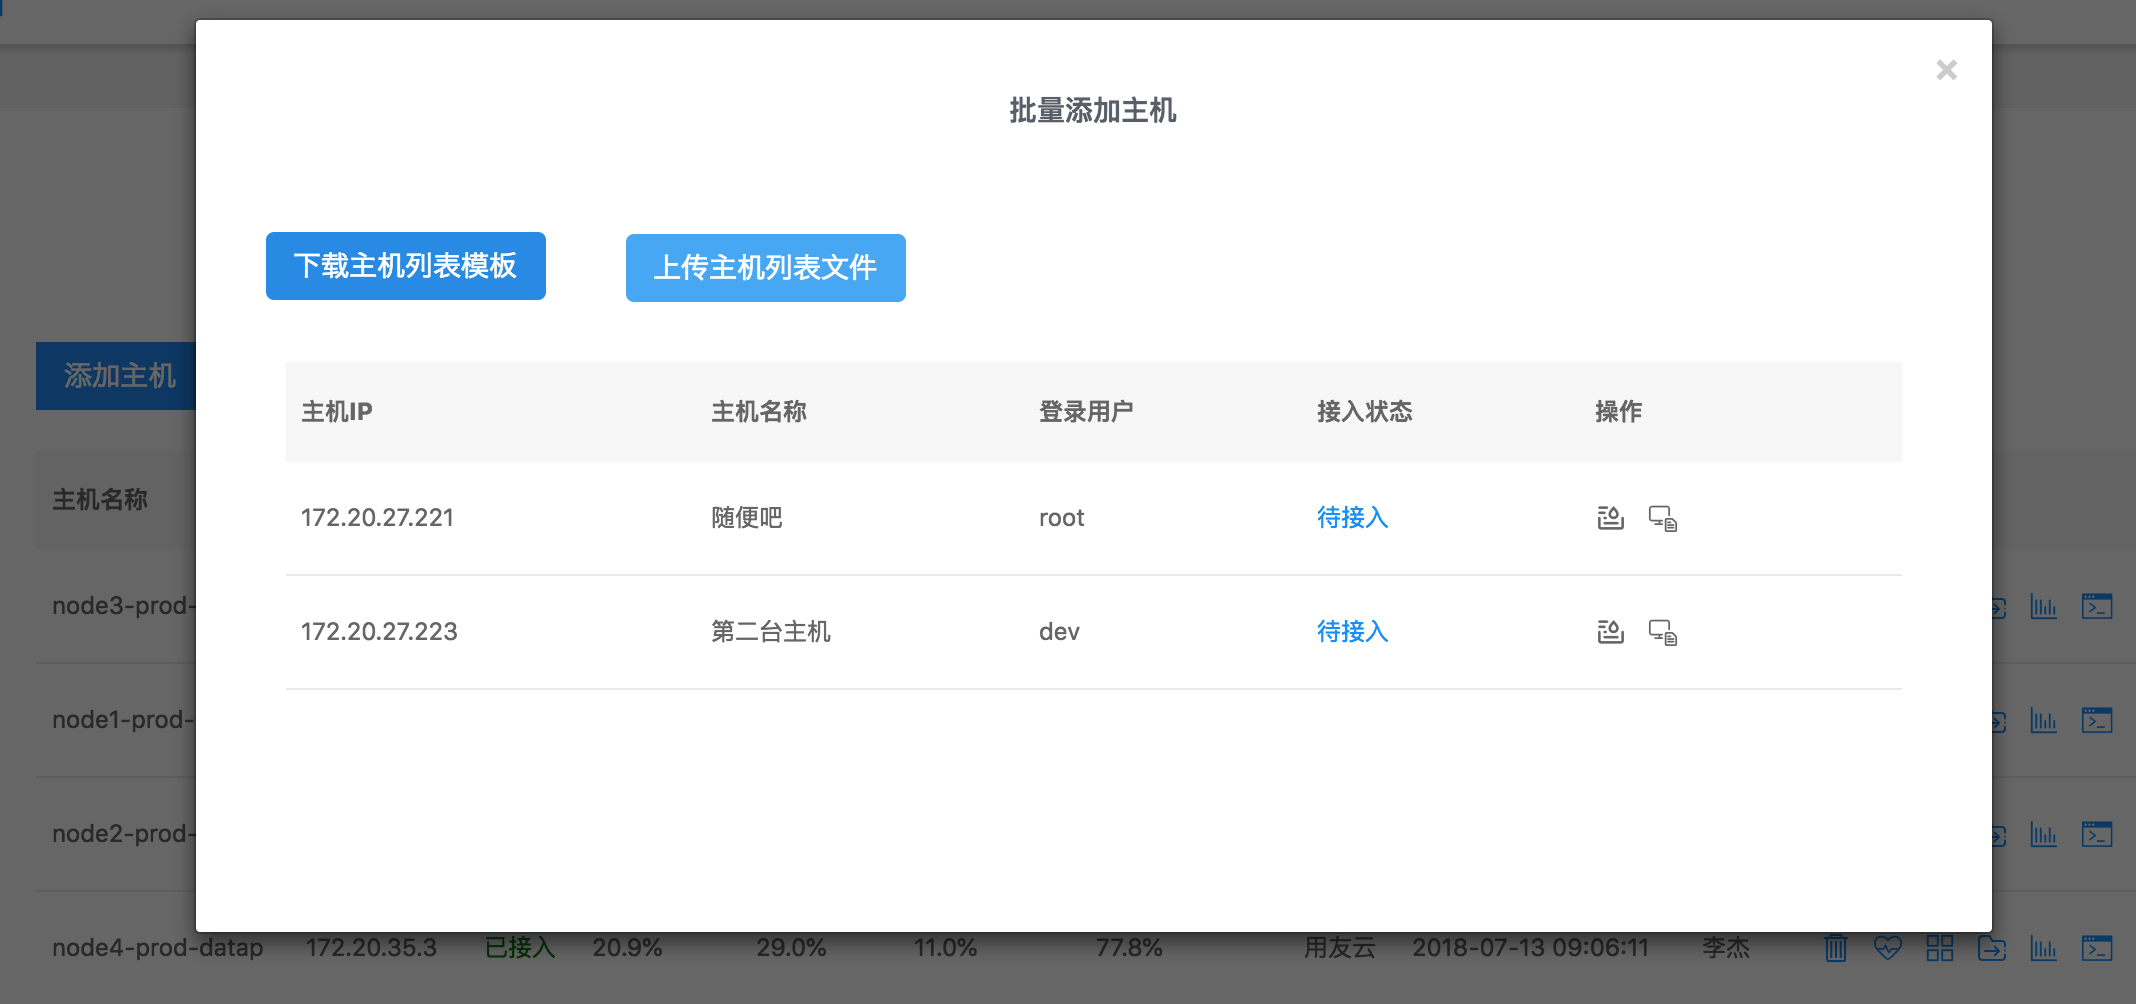 批量添加主机
下载主机列表模板 上传主机列表文件
添加主机
主机IP 主机名称 登录用户 接入状态 操作
主机名称
172.20.27.221 随便吧 root 待接入
node3-prod-
172.20.27.223 第二台主机 dev 待接入
node1-prod-
node2-prod-
node4-prod-datap 172.20.35.3 已接入 20.9% 29.0% 11.0% 77.8% 用友云 2018-07-13 09:06:11 李杰